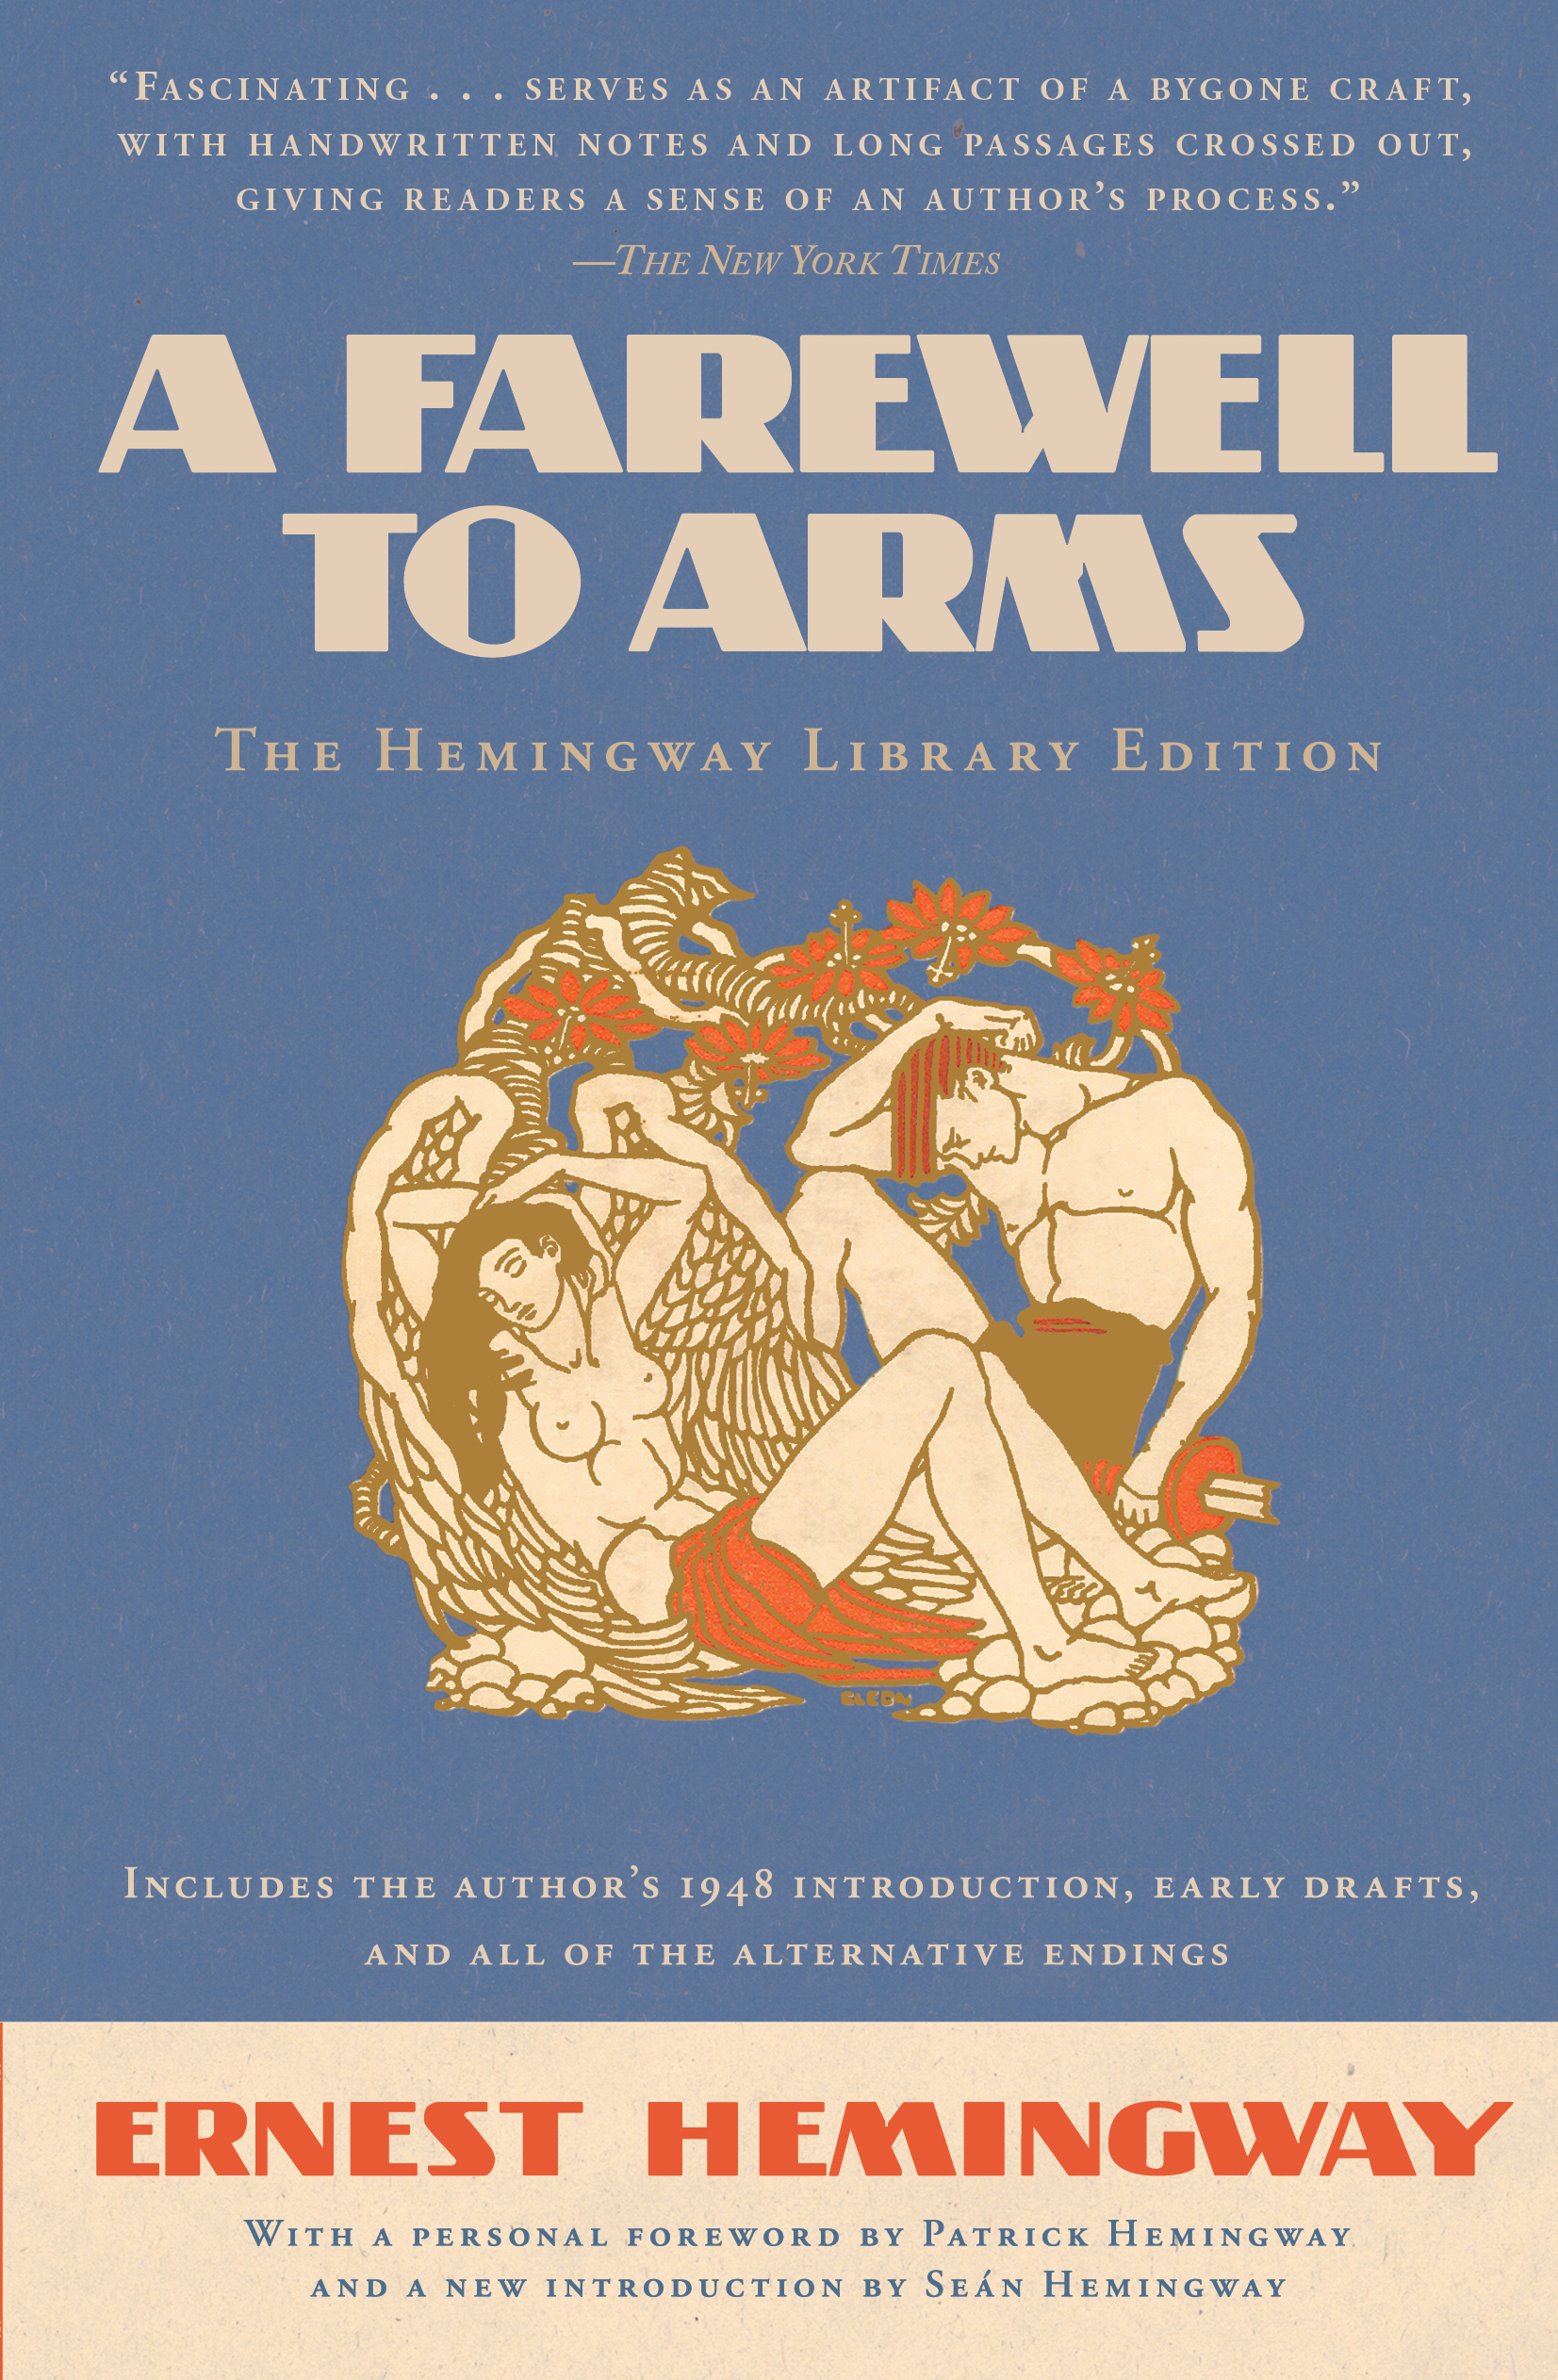 “Fascinating . . . serves as an artifact of a bygone craft,
with handwritten notes and long passages crossed out,
giving readers a sense of an author’s process.”
—The New York Times
A FAREWELL
TO ARMS
The Hemingway Library Edition
CLEON
Includes the author’s 1948 introduction, early drafts,
and all of the alternative endings
ERNEST HEMINGWAY
With a personal foreword by Patrick Hemingway
and a new introduction by Seán Hemingway